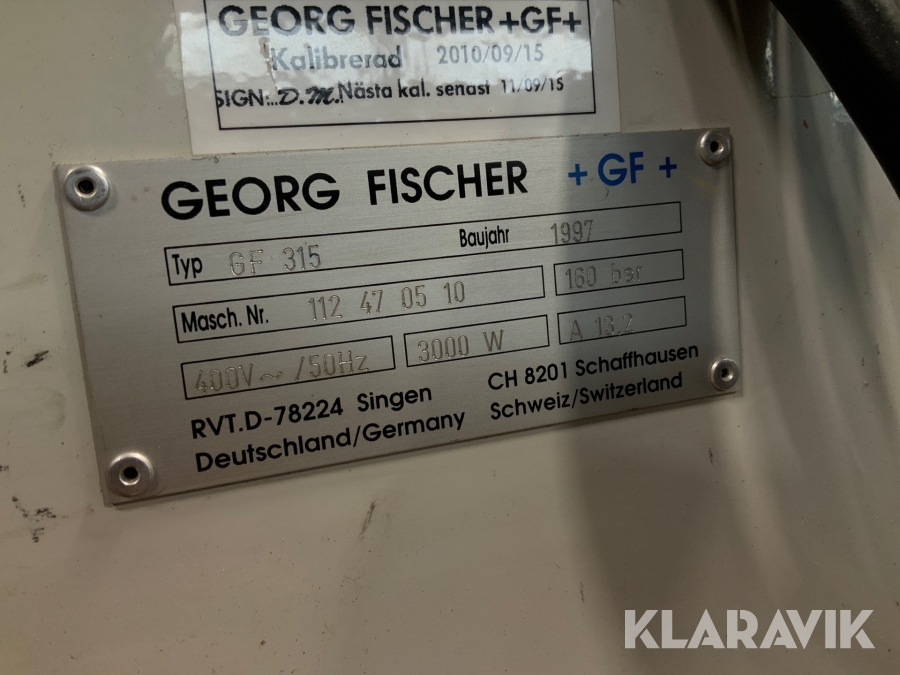 GEORG FISCHER +GF+
Kalibrerad 2010/09/15
SIGN:..D.M. Nästa kal. senast 11/09/15
GEORG FISCHER +GF+
Typ GF 315 Baujahr 1997
Masch. Nr. 112 47 05 10 160 bar
400V~ /50Hz 3000 W A 13,2
RVT.D-78224 Singen CH 8201 Schaffhausen
Deutschland/Germany Schweiz/Switzerland
KLARAVIK